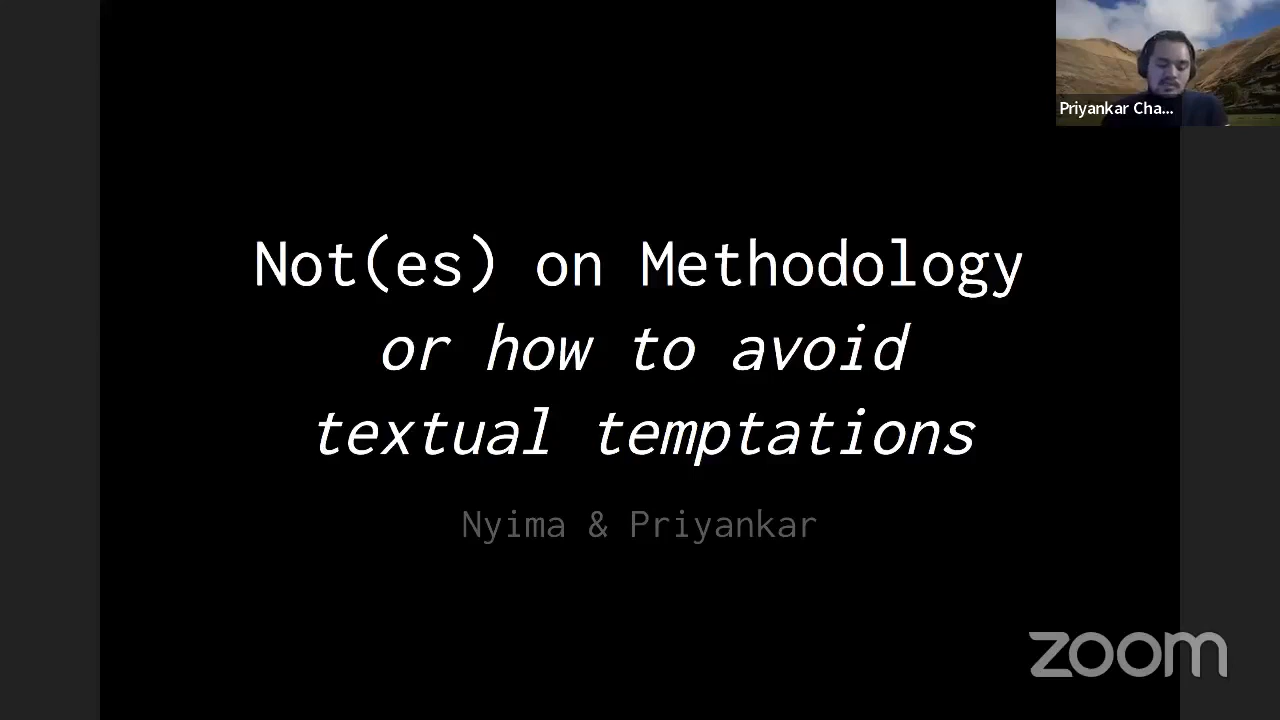 Priyankar Cha...
Not(es) on Methodology
or how to avoid
textual temptations
Nyima & Priyankar
zoom